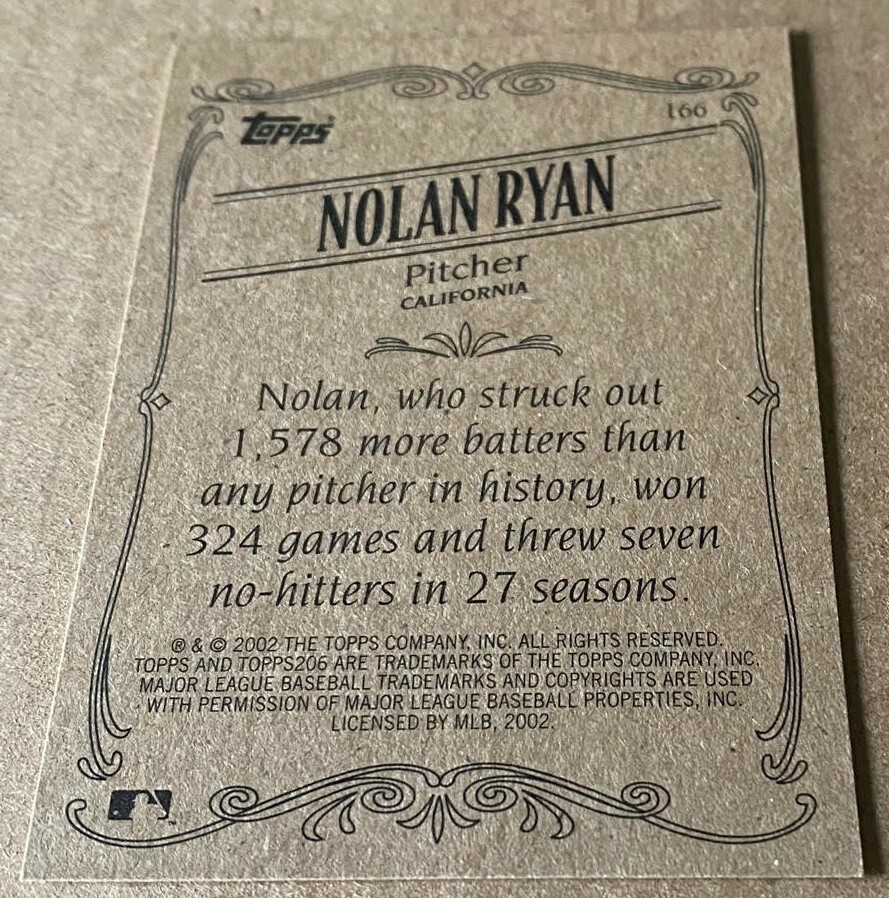 Topps 166
NOLAN RYAN
Pitcher
CALIFORNIA
Nolan, who struck out
1,578 more batters than
any pitcher in history, won
324 games and threw seven
no-hitters in 27 seasons.
® & © 2002 THE TOPPS COMPANY, INC. ALL RIGHTS RESERVED.
TOPPS AND TOPPS206 ARE TRADEMARKS OF THE TOPPS COMPANY, INC.
MAJOR LEAGUE BASEBALL TRADEMARKS AND COPYRIGHTS ARE USED
WITH PERMISSION OF MAJOR LEAGUE BASEBALL PROPERTIES, INC.
LICENSED BY MLB, 2002.